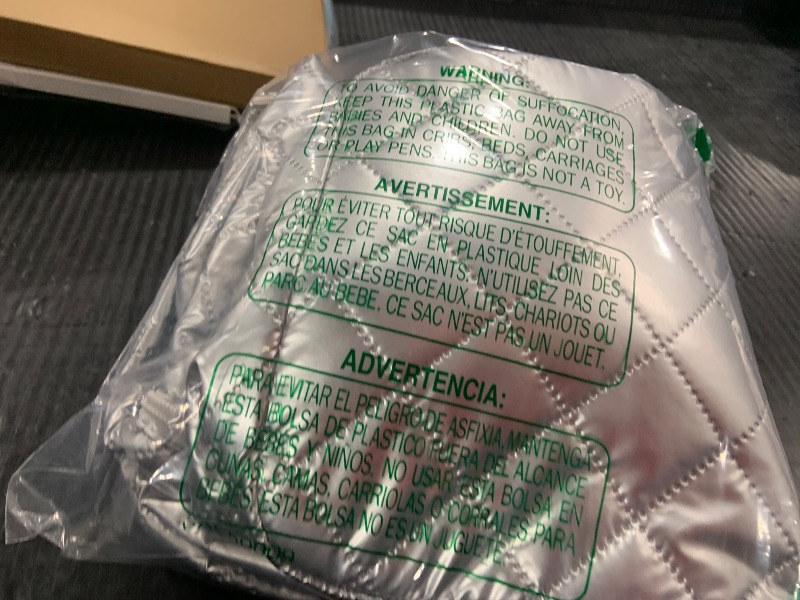 WARNING:
TO AVOID DANGER OF SUFFOCATION,
KEEP THIS PLASTIC BAG AWAY FROM
BABIES AND CHILDREN. DO NOT USE
THIS BAG IN CRIBS, BEDS, CARRIAGES
OR PLAY PENS. THIS BAG IS NOT A TOY.
AVERTISSEMENT:
POUR ÉVITER TOUT RISQUE D'ÉTOUFFEMENT,
GARDEZ CE SAC EN PLASTIQUE LOIN DES
BEBES ET LES ENFANTS. N'UTILISEZ PAS CE
SAC DANS LES BERCEAUX, LITS, CHARIOTS OU
PARC AU BEBE. CE SAC N'EST PAS UN JOUET.
ADVERTENCIA:
PARA EVITAR EL PELIGRO DE ASFIXIA, MANTENGA
ESTA BOLSA DE PLASTICO FUERA DEL ALCANCE
DE BEBES Y NINOS. NO USAR ESTA BOLSA EN
CUNAS, CAMAS, CARRIOLAS O CORRALES PARA
BEBES. ESTA BOLSA NO ES UN JUGUETE.